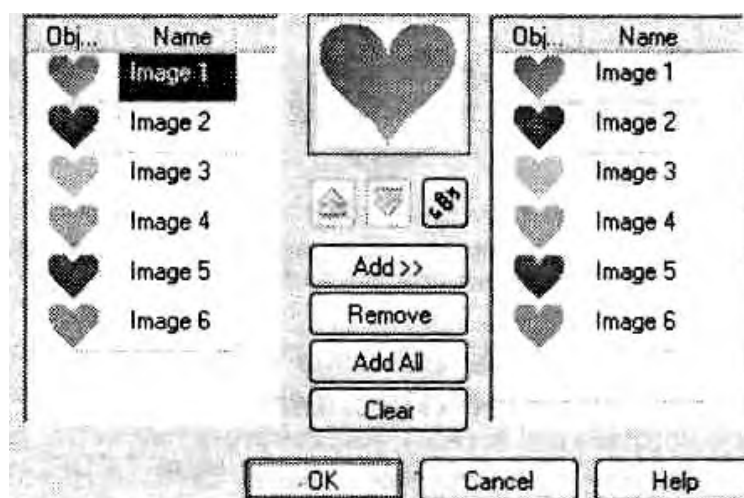 Obj... Name
Image 1
Image 2
Image 3
Image 4
Image 5
Image 6
Add >>
Remove
Add All
Clear
Obj... Name
Image 1
Image 2
Image 3
Image 4
Image 5
Image 6
OK Cancel Help